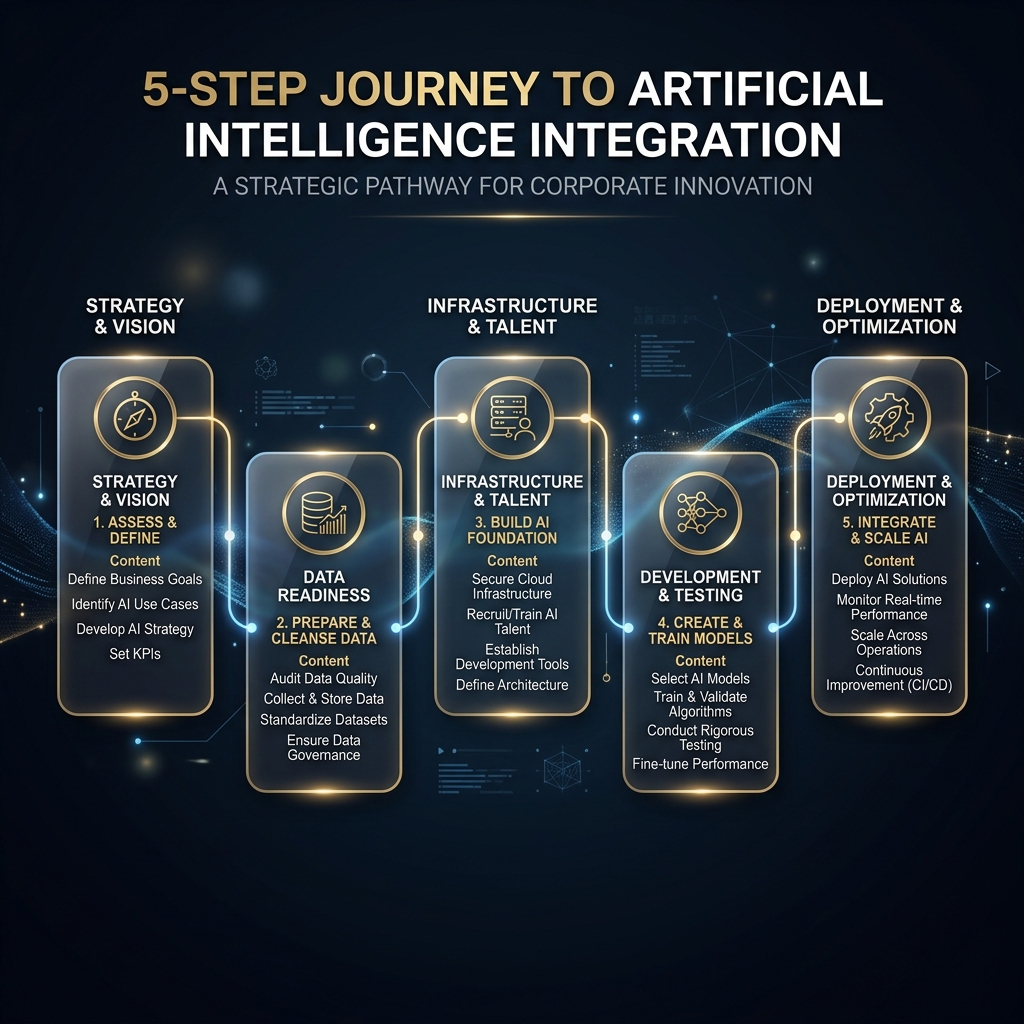 5-STEP JOURNEY TO ARTIFICIAL
INTELLIGENCE INTEGRATION
A STRATEGIC PATHWAY FOR CORPORATE INNOVATION
STRATEGY
& VISION
STRATEGY
& VISION
1. ASSESS &
DEFINE
Content
Define Business Goals
Identify AI Use Cases
Develop AI Strategy
Set KPIs
DATA
READINESS
2. PREPARE &
CLEANSE DATA
Content
Audit Data Quality
Collect & Store Data
Standardize Datasets
Ensure Data
Governance
INFRASTRUCTURE
& TALENT
INFRASTRUCTURE
& TALENT
3. BUILD AI
FOUNDATION
Content
Secure Cloud
Infrastructure
Recruit/Train AI
Talent
Establish
Development Tools
Define Architecture
DEVELOPMENT
& TESTING
4. CREATE &
TRAIN MODELS
Content
Select AI Models
Train & Validate
Algorithms
Conduct Rigorous
Testing
Fine-tune Performance
DEPLOYMENT &
OPTIMIZATION
DEPLOYMENT &
OPTIMIZATION
5. INTEGRATE
& SCALE AI
Content
Deploy AI Solutions
Monitor Real-time
Performance
Scale Across
Operations
Continuous
Improvement (CI/CD)